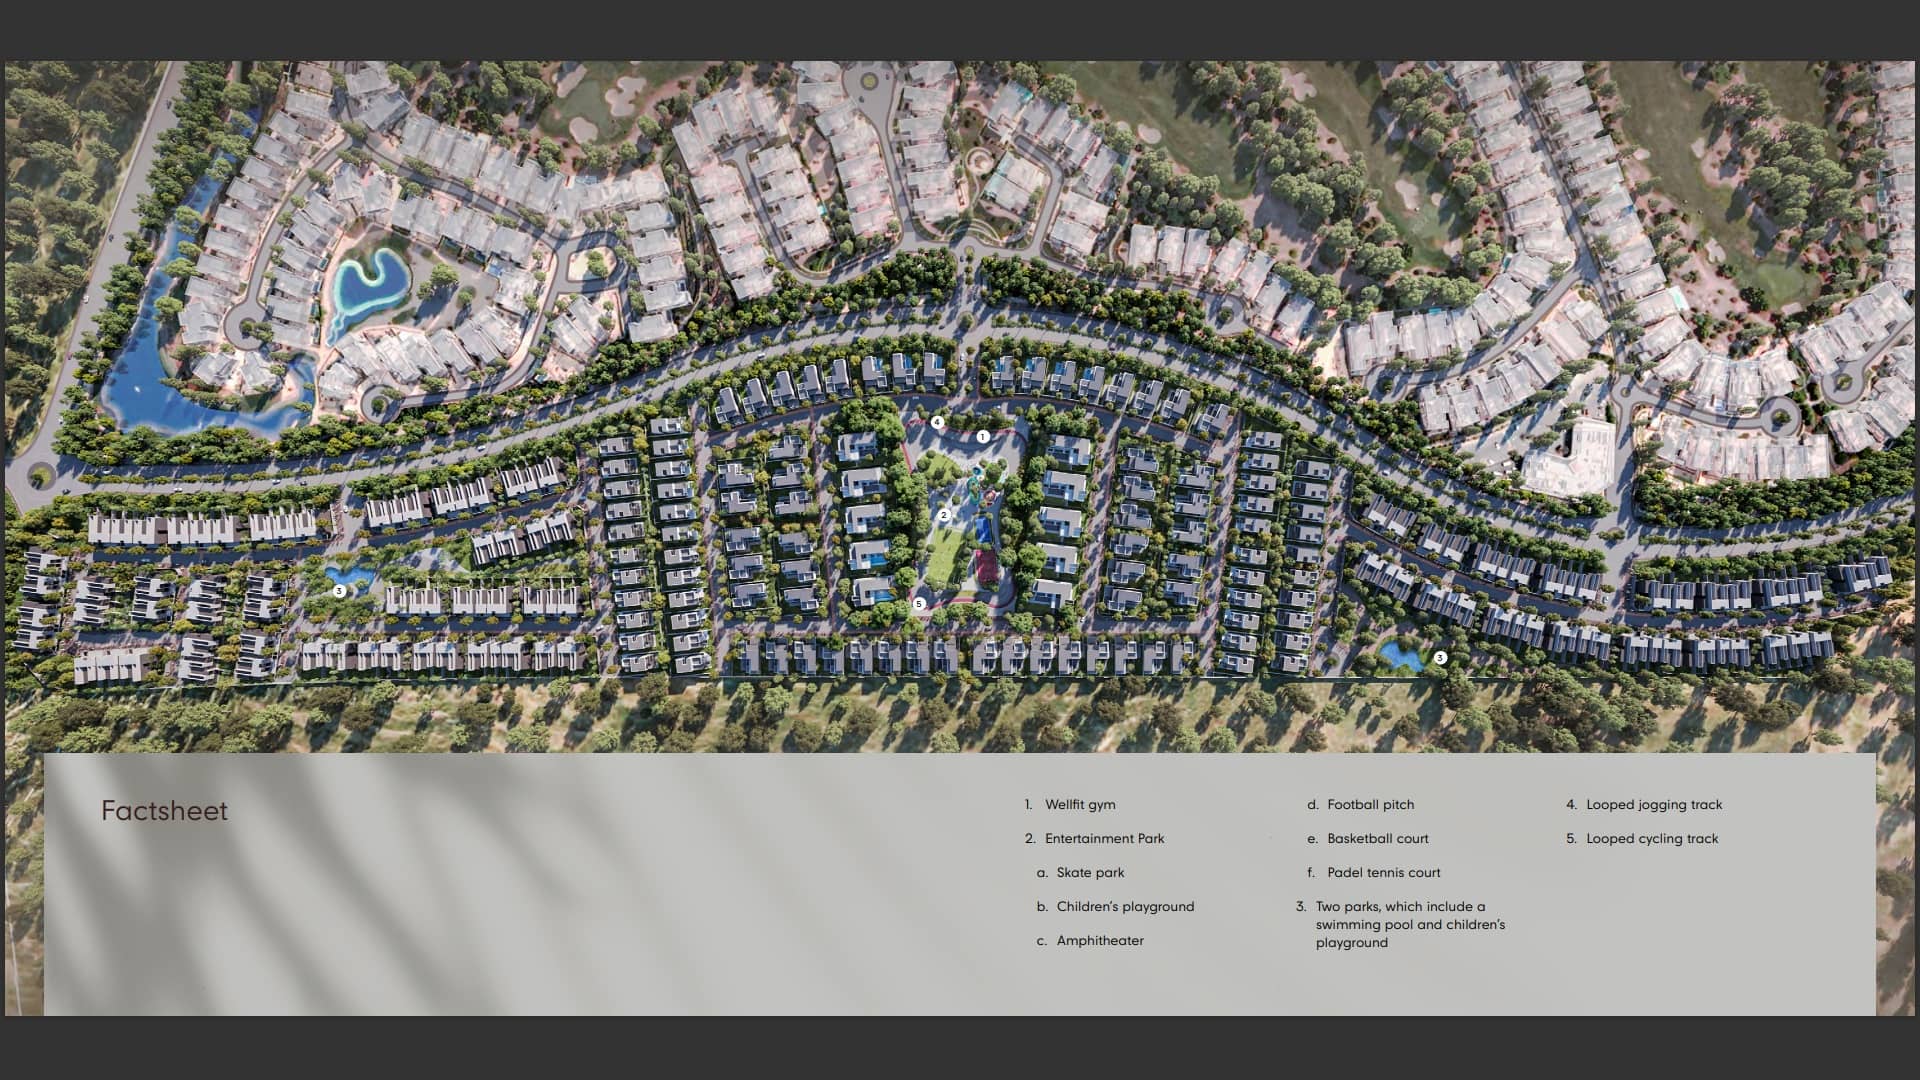 4
1
2
3
5
3
Factsheet
1. Wellfit gym
2. Entertainment Park
a. Skate park
b. Children's playground
c. Amphitheater
d. Football pitch
e. Basketball court
f. Padel tennis court
3. Two parks, which include a
swimming pool and children's
playground
4. Looped jogging track
5. Looped cycling track